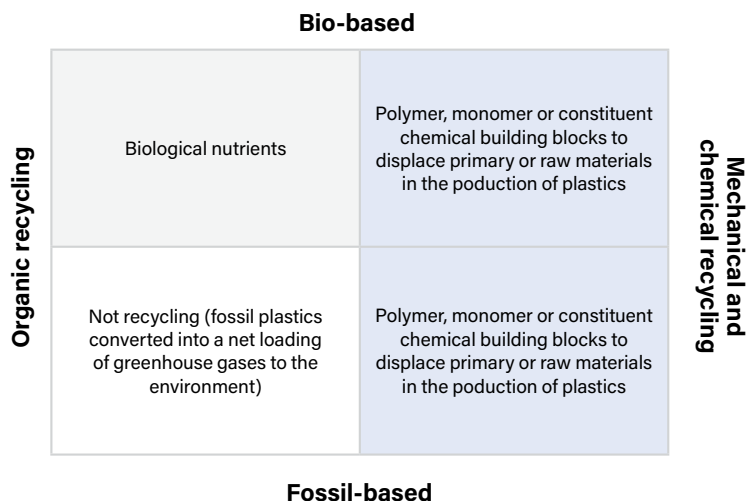 Bio-based
Organic recycling
Biological nutrients
Polymer, monomer or constituent
chemical building blocks to
displace primary or raw materials
in the poduction of plastics
Mechanical and
chemical recycling
Not recycling (fossil plastics
converted into a net loading
of greenhouse gases to the
environment)
Polymer, monomer or constituent
chemical building blocks to
displace primary or raw materials
in the poduction of plastics
Fossil-based